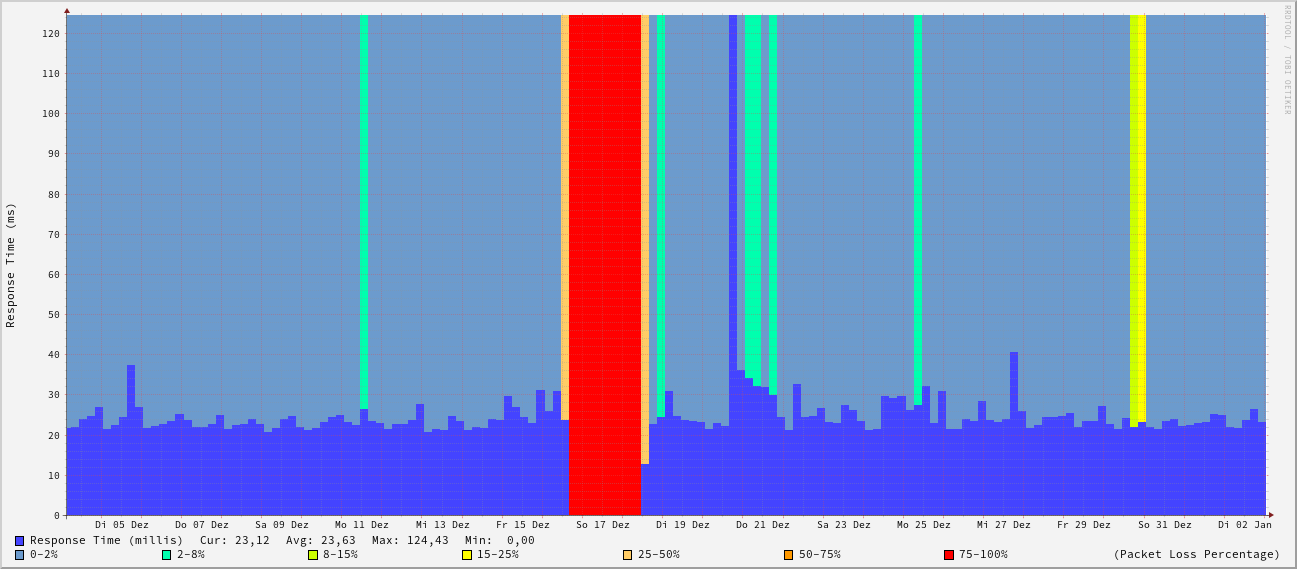 RRDTOOL / TOBI OETIKER
Response Time (ms)
120
110
100
90
80
70
60
50
40
30
20
10
0
Di 05 Dez Do 07 Dez Sa 09 Dez Mo 11 Dez Mi 13 Dez Fr 15 Dez So 17 Dez Di 19 Dez Do 21 Dez Sa 23 Dez Mo 25 Dez Mi 27 Dez Fr 29 Dez So 31 Dez Di 02 Jan
Response Time (millis) Cur: 23,12 Avg: 23,63 Max: 124,43 Min: 0,00
0-2% 2-8% 8-15% 15-25% 25-50% 50-75% 75-100% (Packet Loss Percentage)